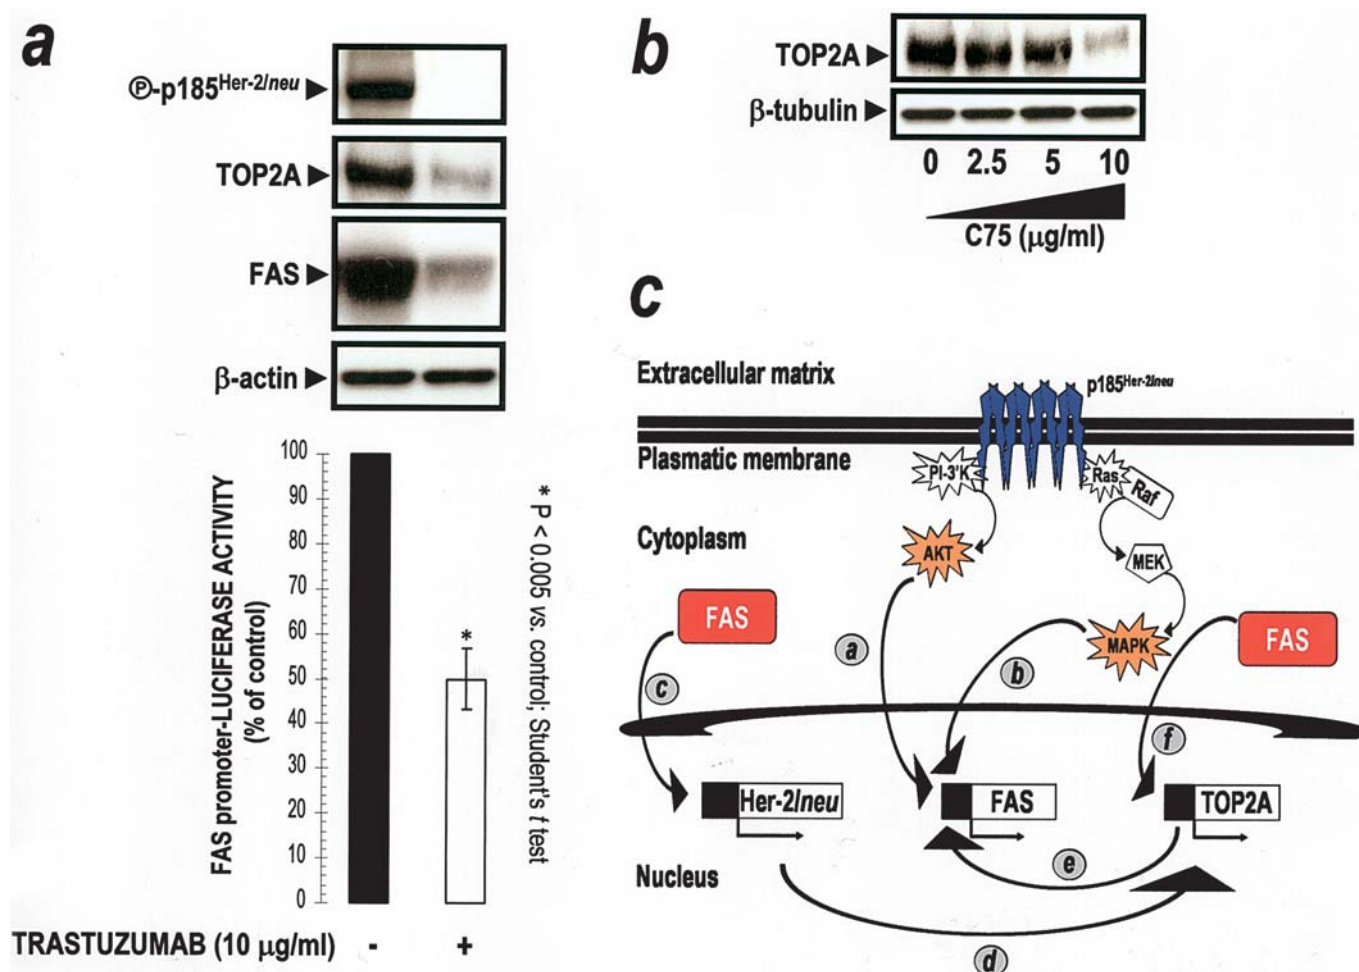 a
Ⓟ-p185Her-2/neu
TOP2A
FAS
β-actin
FAS promoter-LUCIFERASE ACTIVITY
(% of control)
100
90
80
70
60
50
40
30
20
10
0
*
* P < 0.005 vs. control; Student's t test
TRASTUZUMAB (10 μg/ml) - +
b
TOP2A
β-tubulin
0 2.5 5 10
C75 (μg/ml)
c
Extracellular matrix
p185Her-2/neu
Plasmatic membrane
PI-3'K
Ras
Raf
Cytoplasm
AKT
MEK
FAS
MAPK
FAS
a
b
c
f
Her-2/neu
FAS
TOP2A
Nucleus
e
d